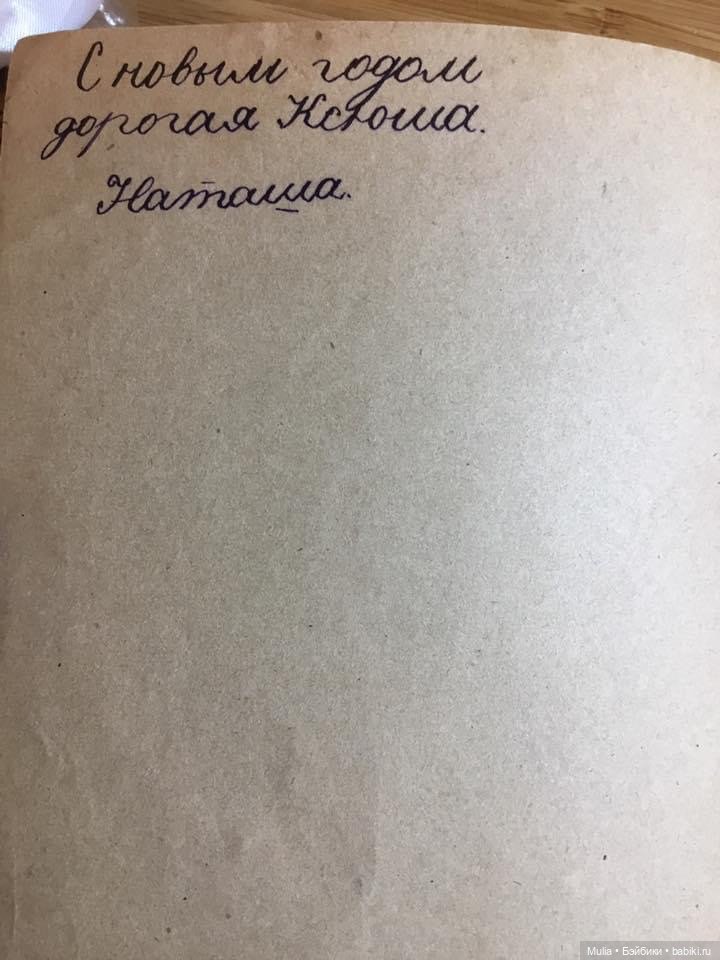 С новым годом
дорогая Ксюша.
Наташа.
Mulia • Бэйбики • babiki.ru